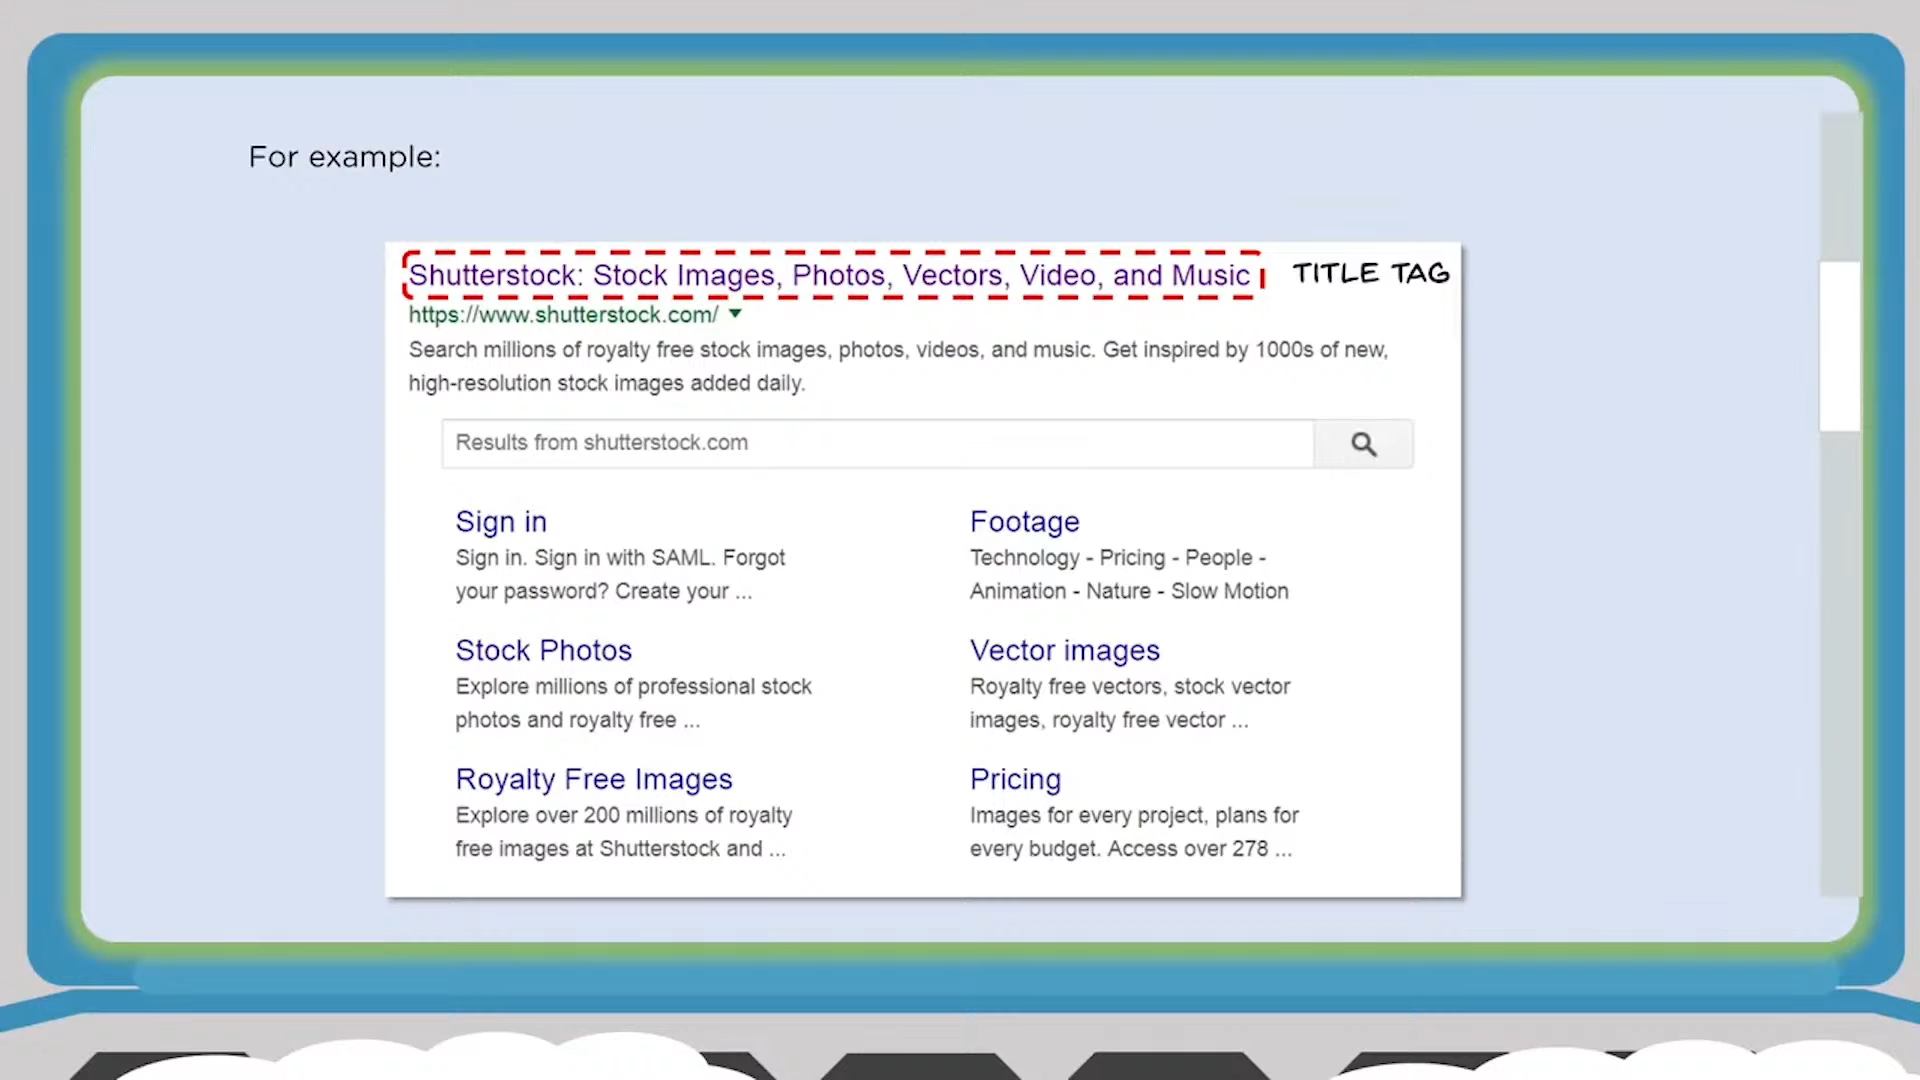 For example:
Shutterstock: Stock Images, Photos, Vectors, Video, and Music
TITLE TAG
https://www.shutterstock.com/
Search millions of royalty free stock images, photos, videos, and music. Get inspired by 1000s of new,
high-resolution stock images added daily.
Results from shutterstock.com
Sign in
Sign in. Sign in with SAML. Forgot
your password? Create your ...
Footage
Technology - Pricing - People -
Animation - Nature - Slow Motion
Stock Photos
Explore millions of professional stock
photos and royalty free ...
Vector images
Royalty free vectors, stock vector
images, royalty free vector ...
Royalty Free Images
Explore over 200 millions of royalty
free images at Shutterstock and ...
Pricing
Images for every project, plans for
every budget. Access over 278 ...